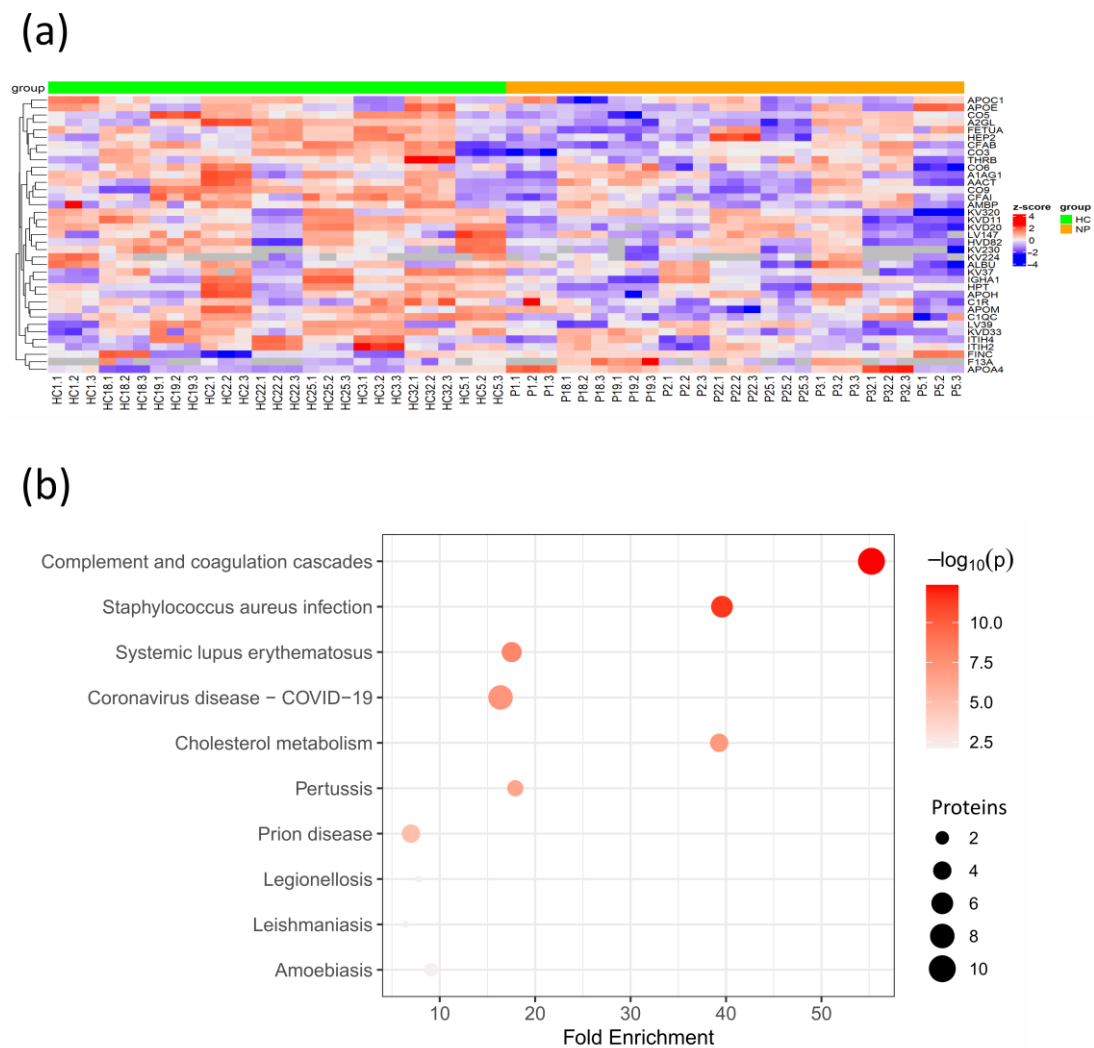 (a)
group
APOC1
APOE
CO5
A2GL
FETUA
HEP2
CFAB
CO3
THRB
CO6
A1AG1
AACT
CO9
CFAI
AMBP
KV320
KVD11
KVD20
LV147
HVD82
KV230
KV224
ALBU
KV37
IGHA1
HPT
APOH
C1R
APOM
C1QC
LV39
KVD33
ITIH4
ITIH2
FINC
F13A
APOA4
z-score group
4 HC
2 NP
0
−2
−4
HC1.1 HC1.2 HC1.3 HC18.1 HC118.2 HC118.3 HC19.1 HC119.2 HC119.3 HC2.1 HC2.2 HC2.3 HC22.1 HC22.2 HC22.3 HC25.1 HC25.2 HC25.3 HC3.1 HC3.2 HC3.3 HC32.1 HC32.2 HC32.3 HC5.1 HC5.2 HC5.3 P1.1 P1.2 P1.3 P18.1 P18.2 P18.3 P19.1 P19.2 P19.3 P2.1 P2.2 P2.3 P22.1 P22.2 P22.3 P25.1 P25.2 P25.3 P3.1 P3.2 P3.3 P32.1 P32.2 P32.3 P5.1 P5.2 P5.3
(b)
Complement and coagulation cascades
Staphylococcus aureus infection
Systemic lupus erythematosus
Coronavirus disease − COVID−19
Cholesterol metabolism
Pertussis
Prion disease
Legionellosis
Leishmaniasis
Amoebiasis
10 20 30 40 50
Fold Enrichment
−log10(p)
10.0
7.5
5.0
2.5
Proteins
2
4
6
8
10